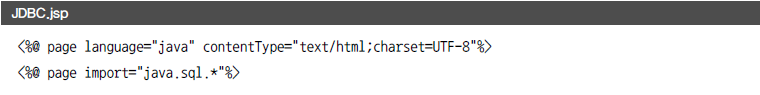 JDBC.jsp
<%@ page language="java" contentType="text/html;charset=UTF-8"%>
<%@ page import="java.sql.*"%>